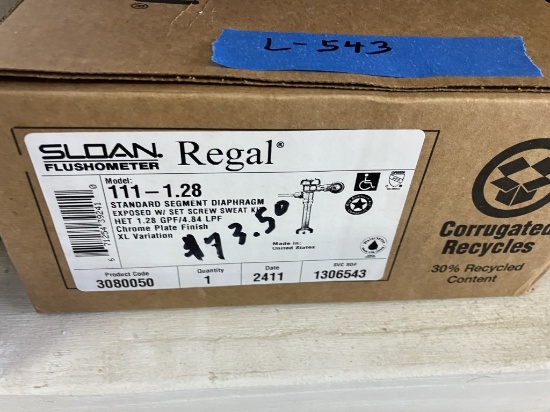 L-543
SLOAN. Regal®
FLUSHOMETER
Model:
111-1.28
STANDARD SEGMENT DIAPHRAGM
EXPOSED W/ SET SCREW SWEAT
HET 1.28 GPF/4.84 LPF
Chrome Plate Finish
XL Variation
73.50
Made in:
United States
Product Code
3080050
Quantity
1
Date
2411
1306543
Corrugated
Recycles
30% Recycled
Content